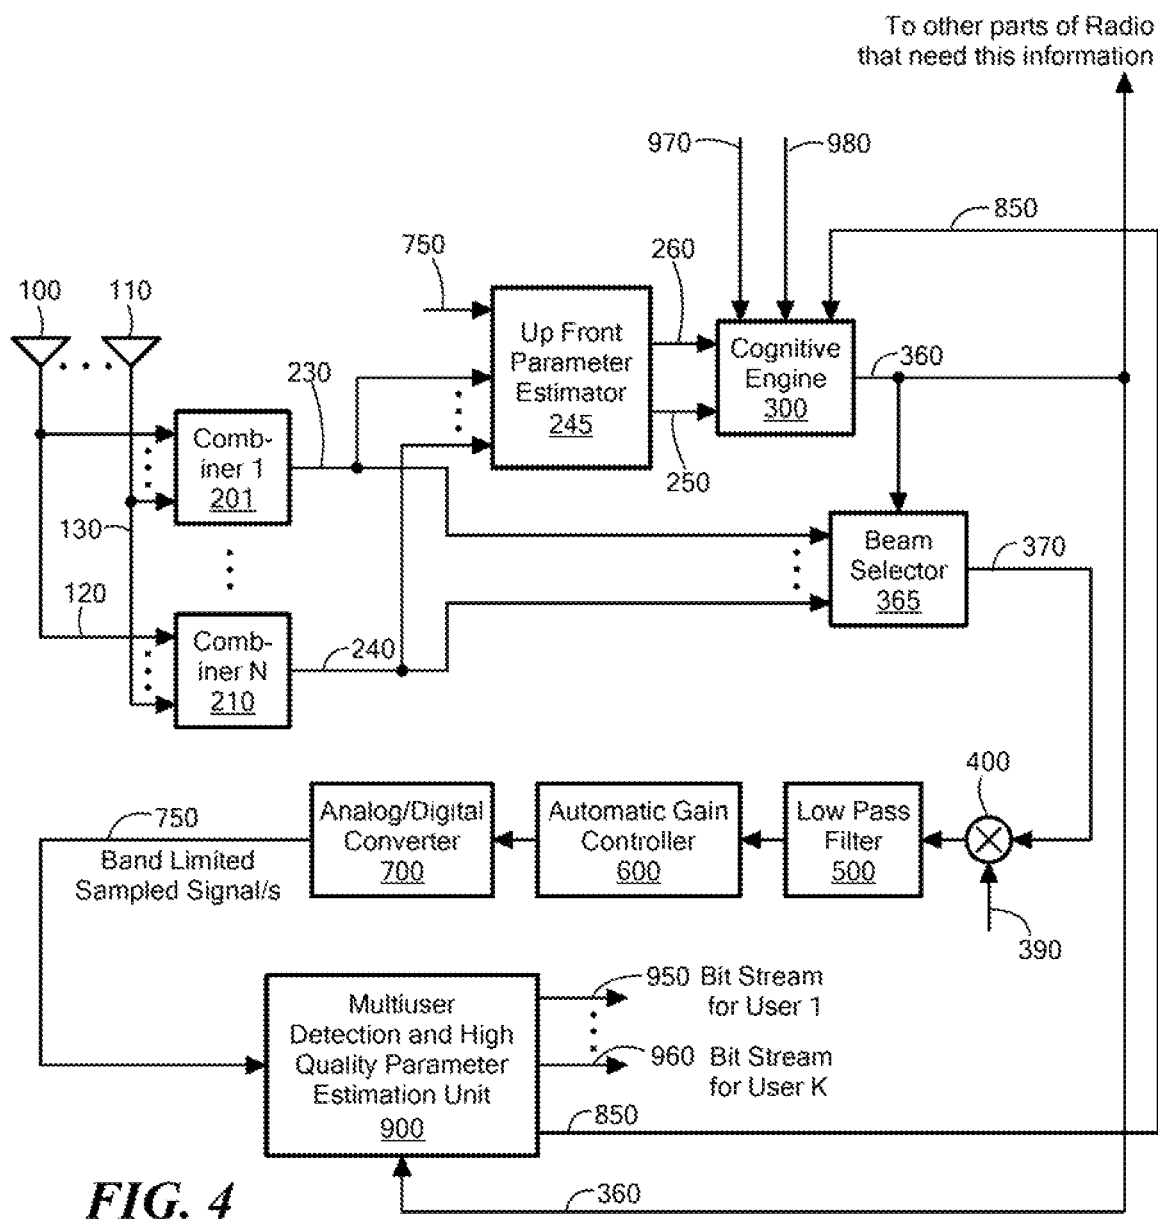 To other parts of Radio
that need this information
970
980
850
750
260
100
110
Up Front
Parameter
Estimator
245
Cognitive
Engine
300
360
230
250
Comb-
iner 1
201
130
Beam
Selector
365
370
120
Comb-
iner N
210
240
400
750
Analog/Digital
Converter
700
Automatic Gain
Controller
600
Low Pass
Filter
500
Band Limited
Sampled Signal/s
390
Multiuser
Detection and High
Quality Parameter
Estimation Unit
900
950 Bit Stream
for User 1
960 Bit Stream
for User K
850
360
FIG. 4